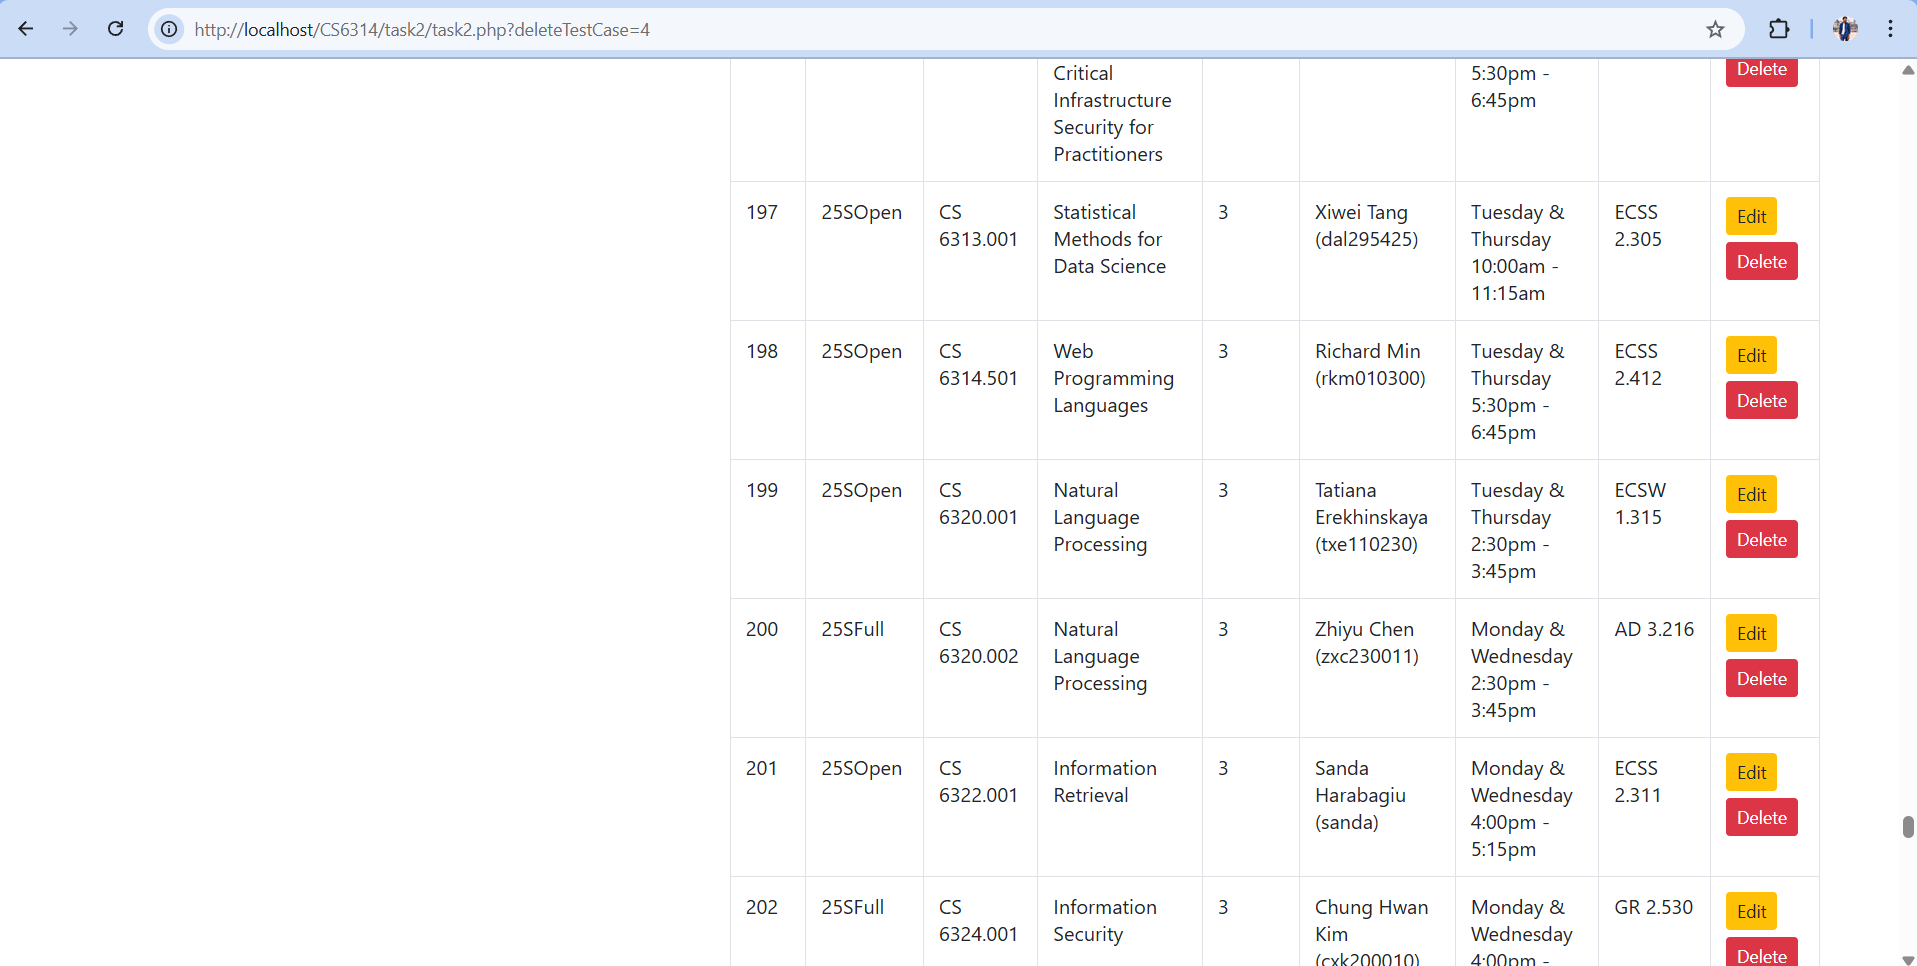 http://localhost/CS6314/task2/task2.php?deleteTestCase=4
Critical
Infrastructure
Security for
Practitioners
5:30pm -
6:45pm
Delete
197
25SOpen
CS
6313.001
Statistical
Methods for
Data Science
3
Xiwei Tang
(dal295425)
Tuesday &
Thursday
10:00am -
11:15am
ECSS
2.305
Edit
Delete
198
25SOpen
CS
6314.501
Web
Programming
Languages
3
Richard Min
(rkm010300)
Tuesday &
Thursday
5:30pm -
6:45pm
ECSS
2.412
Edit
Delete
199
25SOpen
CS
6320.001
Natural
Language
Processing
3
Tatiana
Erekhinskaya
(txe110230)
Tuesday &
Thursday
2:30pm -
3:45pm
ECSW
1.315
Edit
Delete
200
25SFull
CS
6320.002
Natural
Language
Processing
3
Zhiyu Chen
(zxc230011)
Monday &
Wednesday
2:30pm -
3:45pm
AD 3.216
Edit
Delete
201
25SOpen
CS
6322.001
Information
Retrieval
3
Sanda
Harabagiu
(sanda)
Monday &
Wednesday
4:00pm -
5:15pm
ECSS
2.311
Edit
Delete
202
25SFull
CS
6324.001
Information
Security
3
Chung Hwan
Kim
(cxk200010)
Monday &
Wednesday
4:00pm -
GR 2.530
Edit
Delete